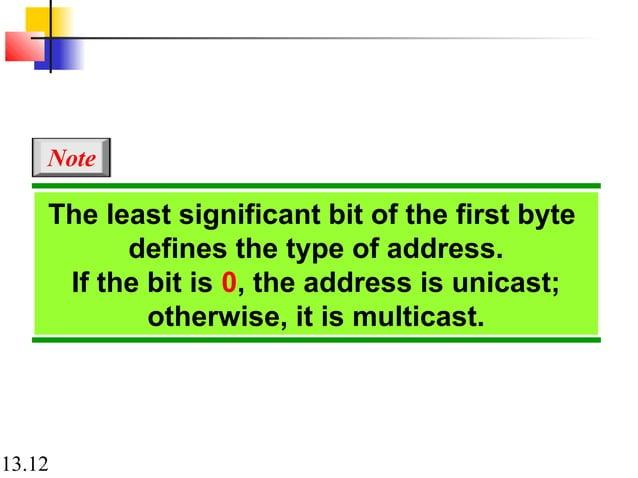 Note
The least significant bit of the first byte
defines the type of address.
If the bit is 0, the address is unicast;
otherwise, it is multicast.
13.12